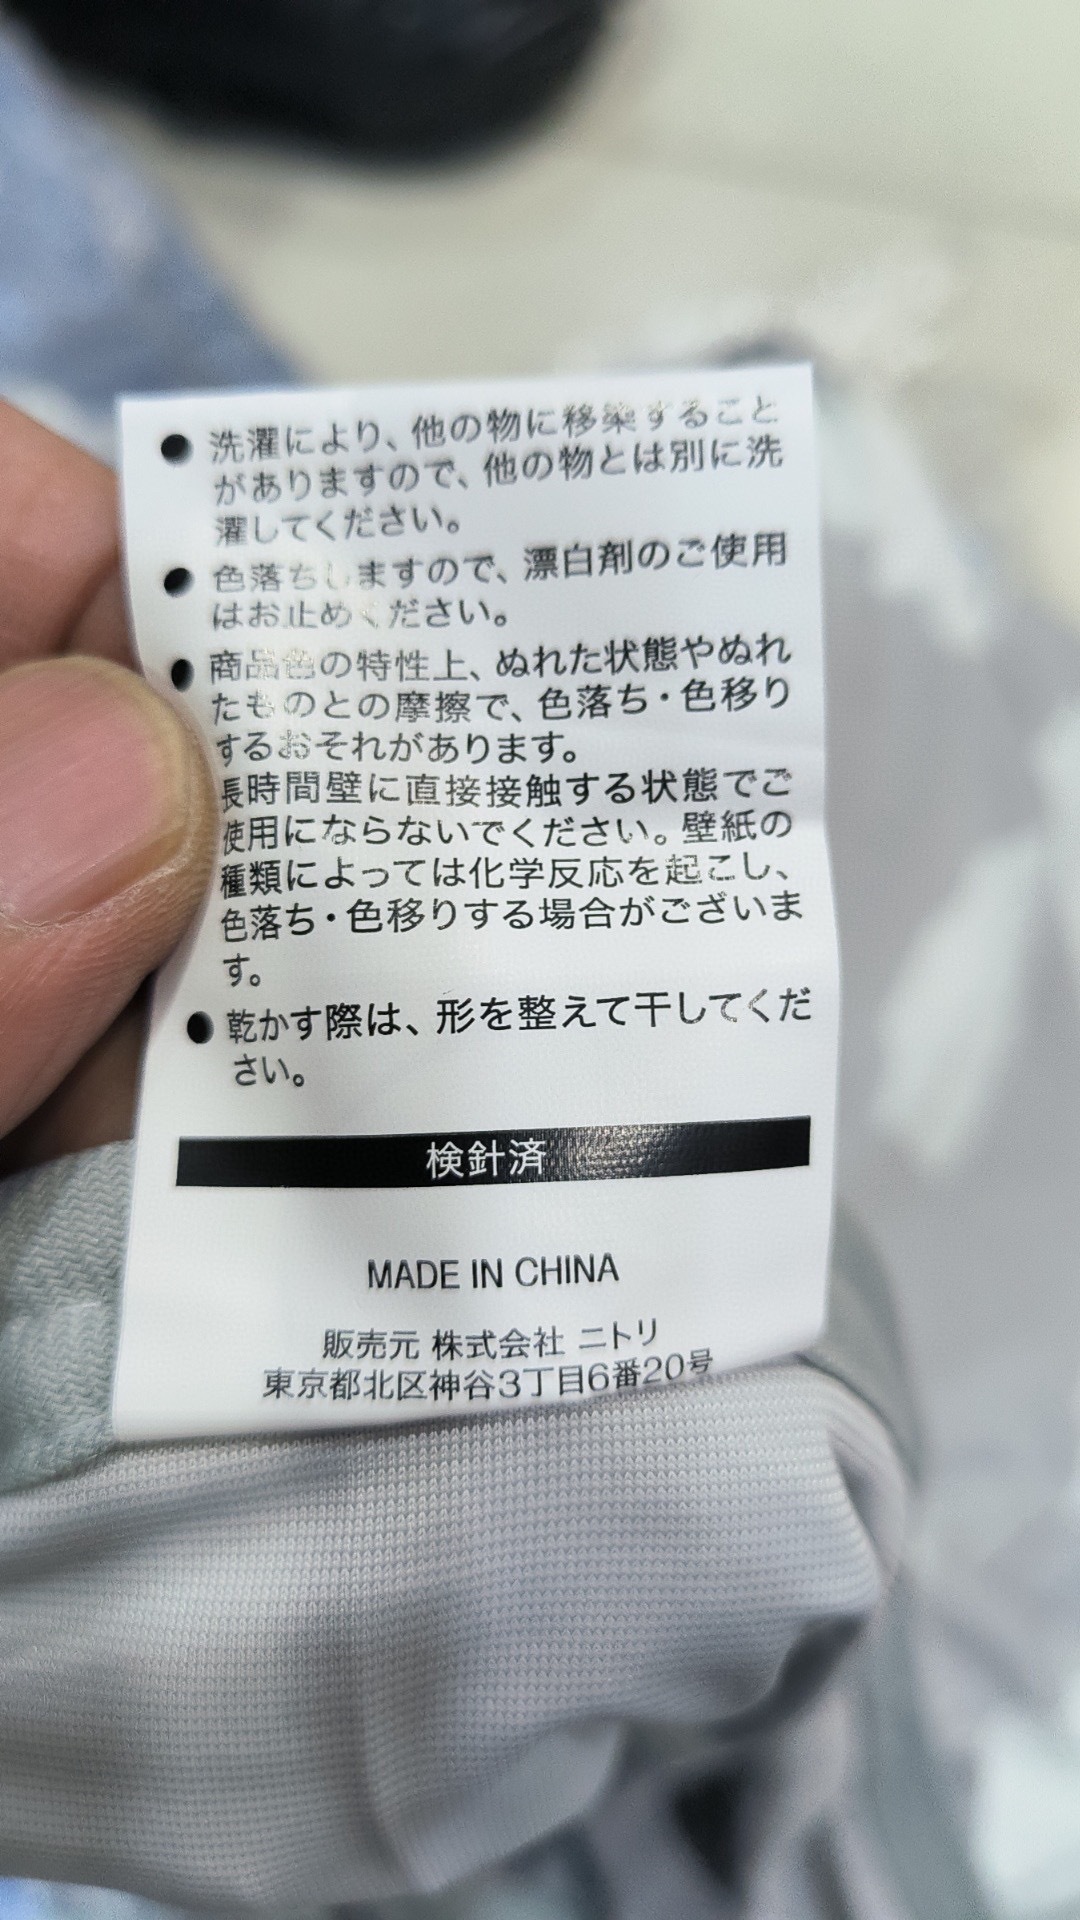 ● 洗濯により、他の物に移染すること
がありますので、他の物とは別に洗
濯してください。
● 色落ちしますので、漂白剤のご使用
はお止めください。
● 商品色の特性上、ぬれた状態やぬれ
たものとの摩擦で、色落ち・色移り
するおそれがあります。
長時間壁に直接接触する状態でご
使用にならないでください。壁紙の
種類によっては化学反応を起こし、
色落ち・色移りする場合がございま
す。
● 乾かす際は、形を整えて干してくだ
さい。
検針済
MADE IN CHINA
販売元 株式会社 ニトリ
東京都北区神谷3丁目6番20号